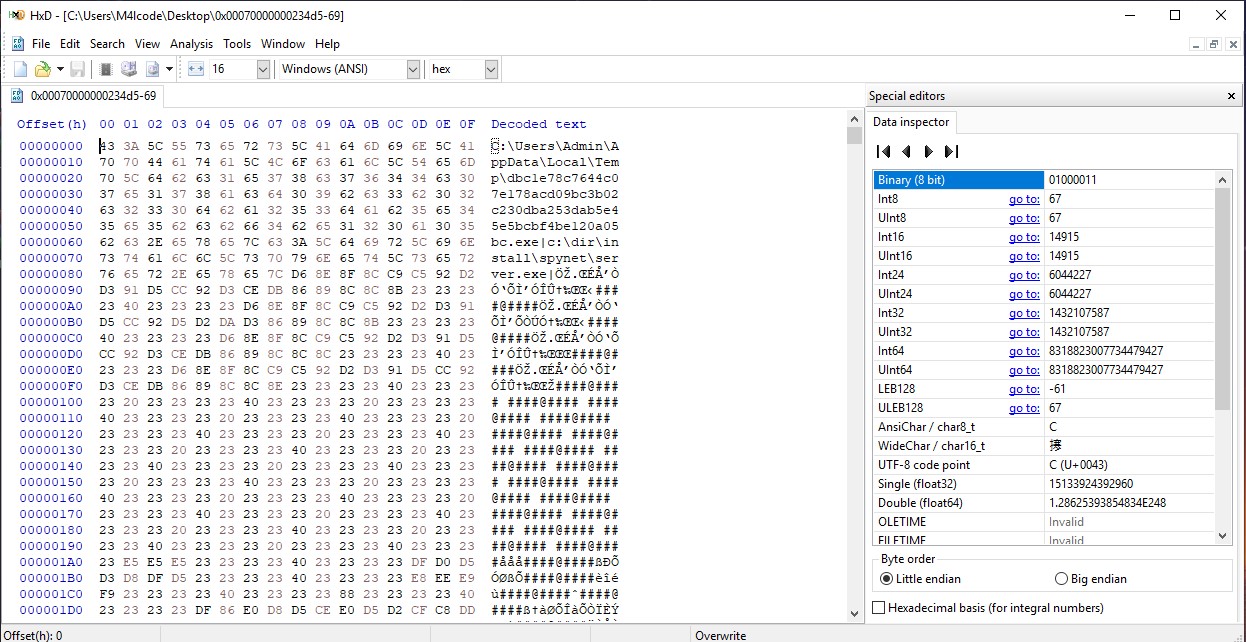 HxD - [C:\Users\M4lcode\Desktop\0x00070000000234d5-69]
File Edit Search View Analysis Tools Window Help
16 Windows (ANSI) hex
0x00070000000234d5-69
Offset(h) 00 01 02 03 04 05 06 07 08 09 0A 0B 0C 0D 0E 0F Decoded text
00000000 43 3A 5C 55 73 65 72 73 5C 41 64 6D 69 6E 5C 41 C:\Users\Admin\A
00000010 70 70 44 61 74 61 5C 4C 6F 63 61 6C 5C 54 65 6D ppData\Local\Tem
00000020 70 5C 64 62 63 31 65 37 38 63 37 36 34 34 63 30 p\dbc1e78c7644c0
00000030 37 65 31 37 38 61 63 64 30 39 62 63 33 62 30 32 7e178acd09bc3b02
00000040 63 32 33 30 64 62 61 32 35 33 64 61 62 35 65 34 c230dba253dab5e4
00000050 35 65 35 62 63 62 66 34 62 65 31 32 30 61 30 35 5e5bcbf4be120a05
00000060 62 63 2E 65 78 65 7C 63 3A 5C 64 69 72 5C 69 6E bc.exe|c:\dir\in
00000070 73 74 61 6C 6C 5C 73 70 79 6E 65 74 5C 73 65 72 stall\spynet\ser
00000080 76 65 72 2E 65 78 65 7C D6 8E 8F 8C C9 C5 92 D2 ver.exe|ÖŽ.ŒÉÅ’Ò
00000090 D3 91 D5 CC 92 D3 CE DB 86 89 8C 8C 8B 23 23 23 Ó‘ÕÌ’ÓÎÛ†‰ŒŒ‹###
000000A0 23 40 23 23 23 23 D6 8E 8F 8C C9 C5 92 D2 D3 91 #@####ÖŽ.ŒÉÅ’ÒÓ‘
000000B0 D5 CC 92 D5 D2 DA D3 86 89 8C 8C 8B 23 23 23 23 ÕÌ’ÕÒÚÓ†‰ŒŒ‹####
000000C0 40 23 23 23 23 D6 8E 8F 8C C9 C5 92 D2 D3 91 D5 @####ÖŽ.ŒÉÅ’ÒÓ‘Õ
000000D0 CC 92 D3 CE DB 86 89 8C 8C 8C 23 23 23 23 40 23 Ì’ÓÎÛ†‰ŒŒŒ####@#
000000E0 23 23 23 D6 8E 8F 8C C9 C5 92 D2 D3 91 D5 CC 92 ###ÖŽ.ŒÉÅ’ÒÓ‘ÕÌ’
000000F0 D3 CE DB 86 89 8C 8C 8E 23 23 23 23 40 23 23 23 ÓÎÛ†‰ŒŒŽ####@###
00000100 23 20 23 23 23 23 40 23 23 23 23 20 23 23 23 23 # ####@#### ####
00000110 40 23 23 23 23 20 23 23 23 23 40 23 23 23 23 20 @#### ####@####
00000120 23 23 23 23 40 23 23 23 23 20 23 23 23 23 40 23 ####@#### ####@#
00000130 23 23 23 20 23 23 23 23 40 23 23 23 23 20 23 23 ### ####@#### ##
00000140 23 23 40 23 23 23 23 20 23 23 23 23 40 23 23 23 ##@#### ####@###
00000150 23 20 23 23 23 23 40 23 23 23 23 20 23 23 23 23 # ####@#### ####
00000160 40 23 23 23 23 20 23 23 23 23 40 23 23 23 23 20 @#### ####@####
00000170 23 23 23 23 40 23 23 23 23 20 23 23 23 23 40 23 ####@#### ####@#
00000180 23 23 23 20 23 23 23 23 40 23 23 23 23 20 23 23 ### ####@#### ##
00000190 23 23 40 23 23 23 23 20 23 23 23 23 40 23 23 23 ##@#### ####@###
000001A0 23 E5 E5 E5 23 23 23 23 40 23 23 23 23 DF D0 D5 #ååå####@####ßÐÕ
000001B0 D3 D8 DF D5 23 23 23 23 40 23 23 23 23 E8 EE E9 ÓØßÕ####@####èîé
000001C0 F9 23 23 23 23 40 23 23 23 23 88 23 23 23 23 40 ù####@####ˆ####@
000001D0 23 23 23 23 DF 86 E0 D8 D5 CE E0 D5 D2 CF C8 DD ####ß†àØÕÎàÕÒÏÈÝ
Special editors
Data inspector
Binary (8 bit) 01000011
Int8 go to: 67
UInt8 go to: 67
Int16 go to: 14915
UInt16 go to: 14915
Int24 go to: 6044227
UInt24 go to: 6044227
Int32 go to: 1432107587
UInt32 go to: 1432107587
Int64 go to: 8318823007734479427
UInt64 go to: 8318823007734479427
LEB128 go to: -61
ULEB128 go to: 67
AnsiChar / char8_t C
WideChar / char16_t 㩃
UTF-8 code point C (U+0043)
Single (float32) 15133924392960
Double (float64) 1.28625393854834E248
OLETIME Invalid
FILETIME Invalid
Byte order
Little endian Big endian
Hexadecimal basis (for integral numbers)
Offset(h): 0 Overwrite